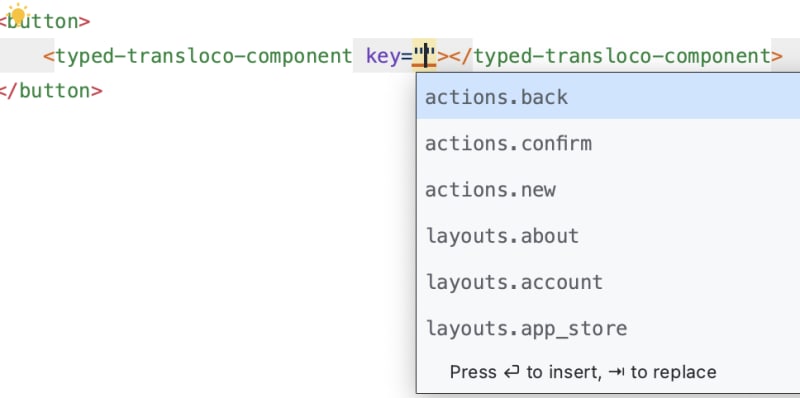 <button>
<typed-transloco-component key=""></typed-transloco-component>
</button>
actions.back
actions.confirm
actions.new
layouts.about
layouts.account
layouts.app_store
Press ↵ to insert, ⇥ to replace